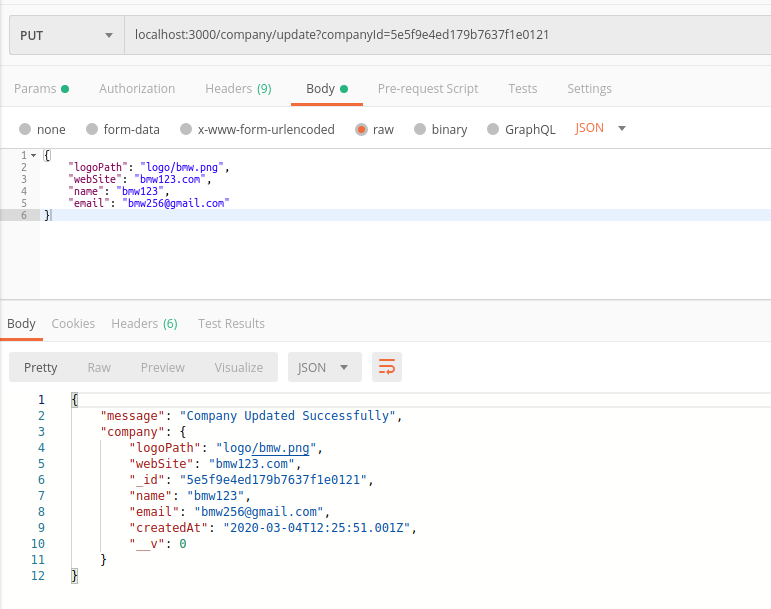 PUT localhost:3000/company/update?companyId=5e5f9e4ed179b7637f1e0121
Params Authorization Headers (9) Body Pre-request Script Tests Settings
none form-data x-www-form-urlencoded raw binary GraphQL JSON
1 {
2 "logoPath": "logo/bmw.png",
3 "webSite": "bmw123.com",
4 "name": "bmw123",
5 "email": "bmw256@gmail.com"
6 }
Body Cookies Headers (6) Test Results
Pretty Raw Preview Visualize JSON
1 {
2 "message": "Company Updated Successfully",
3 "company": {
4 "logoPath": "logo/bmw.png",
5 "webSite": "bmw123.com",
6 "_id": "5e5f9e4ed179b7637f1e0121",
7 "name": "bmw123",
8 "email": "bmw256@gmail.com",
9 "createdAt": "2020-03-04T12:25:51.001Z",
10 "__v": 0
11 }
12 }